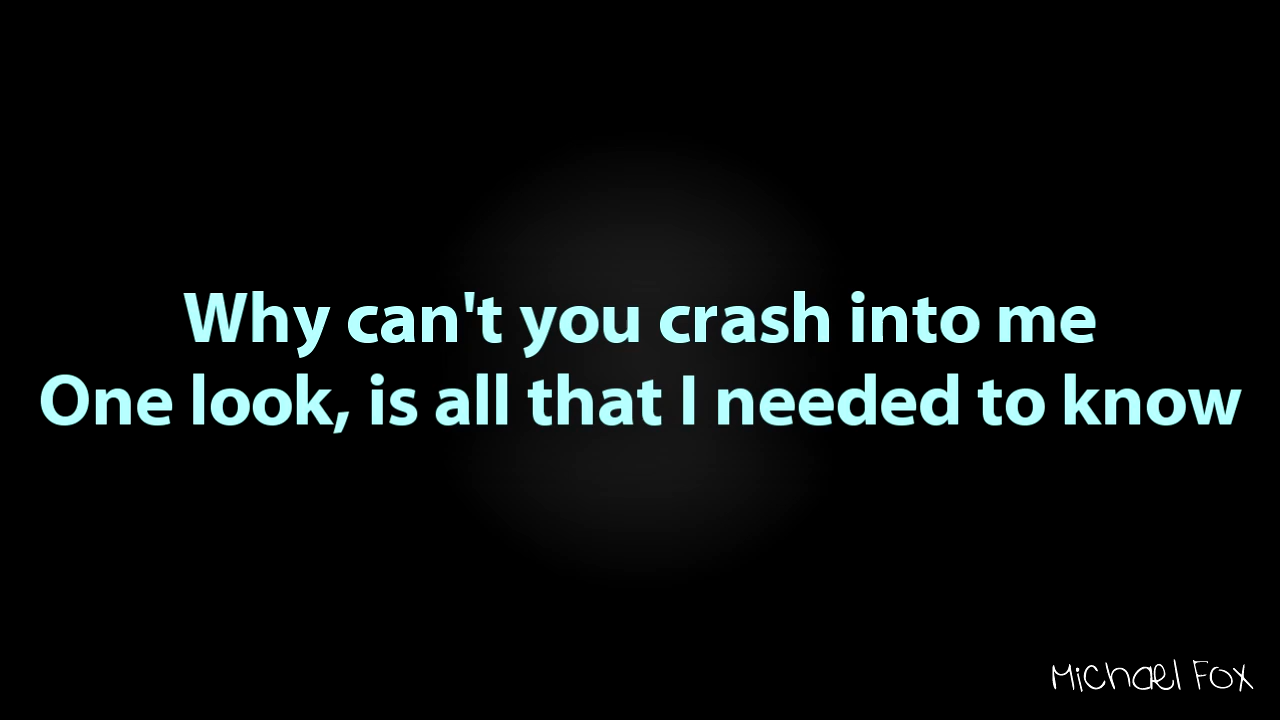 Why can't you crash into me
One look, is all that I needed to know
Michael Fox